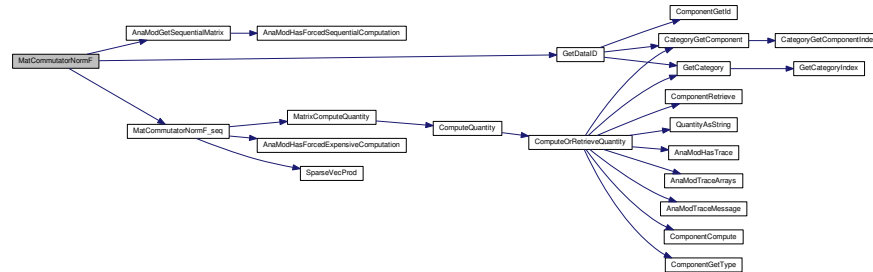 ComponentGetId
AnaModGetSequentialMatrix
AnaModHasForcedSequentialComputation
CategoryGetComponent
CategoryGetComponentIndex
GetDataID
MatCommutatorNormF
GetCategory
GetCategoryIndex
ComponentRetrieve
MatrixComputeQuantity
QuantityAsString
MatCommutatorNormF_seq
ComputeQuantity
AnaModHasForcedExpensiveComputation
ComputeOrRetrieveQuantity
AnaModHasTrace
SparseVecProd
AnaModTraceArrays
AnaModTraceMessage
ComponentCompute
ComponentGetType